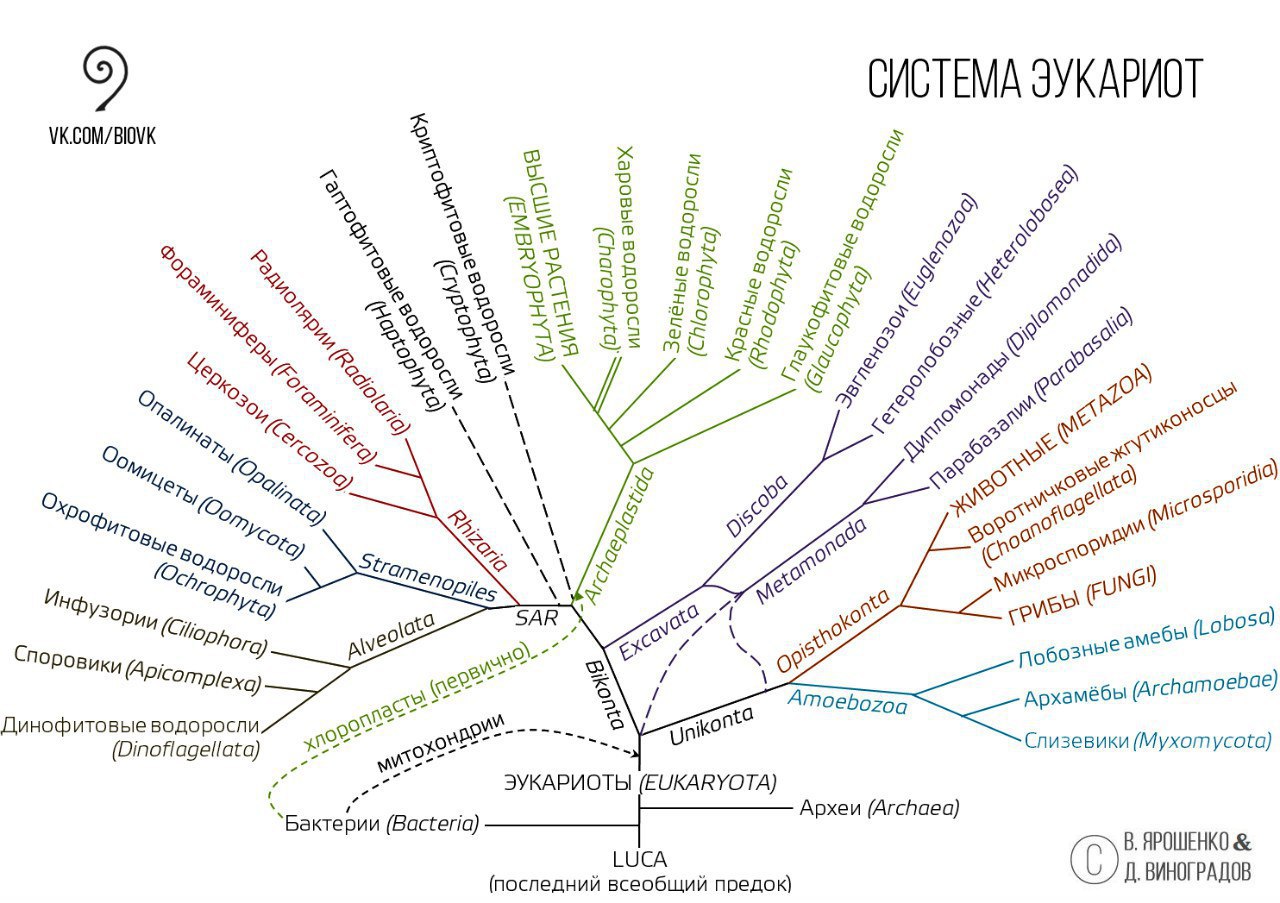 СИСТЕМА ЭУКАРИОТ
VK.COM/BIOVK
Динофитовые водоросли
(Dinoflagellata)
Споровики (Apicomplexa)
Инфузории (Ciliophora)
Alveolata
Охрофитовые водоросли
(Ochrophyta)
Оомицеты (Oomycota)
Опалинаты (Opalinata)
Stramenopiles
Церкозои (Cercozoa)
Фораминиферы (Foraminifera)
Радиолярии (Radiolaria)
Rhizaria
SAR
Гаптофитовые водоросли
(Haptophyta)
Криптофитовые водоросли
(Cryptophyta)
ВЫСШИЕ РАСТЕНИЯ
(EMBRYOPHYTA)
Харовые водоросли
(Charophyta)
Зелёные водоросли
(Chlorophyta)
Красные водоросли
(Rhodophyta)
Глаукофитовые водоросли
(Glaucophyta)
Archaeplastida
Эвгленозои (Euglenozoa)
Гетеролобозные (Heterolobosea)
Discoba
Дипломонады (Diplomonadida)
Парабазалии (Parabasalia)
Metamonada
Excavata
Bikonta
ЖИВОТНЫЕ (METAZOA)
Воротничковые жгутиконосцы
(Choanoflagellata)
Микроспоридии (Microsporidia)
ГРИБЫ (FUNGI)
Opisthokonta
Лобозные амебы (Lobosa)
Архамёбы (Archamoebae)
Слизевики (Myxomycota)
Amoebozoa
Unikonta
хлоропласты (первично)
митохондрии
ЭУКАРИОТЫ (EUKARYOTA)
Археи (Archaea)
Бактерии (Bacteria)
LUCA
(последний всеобщий предок)
C В. ЯРОШЕНКО &
Д. ВИНОГРАДОВ